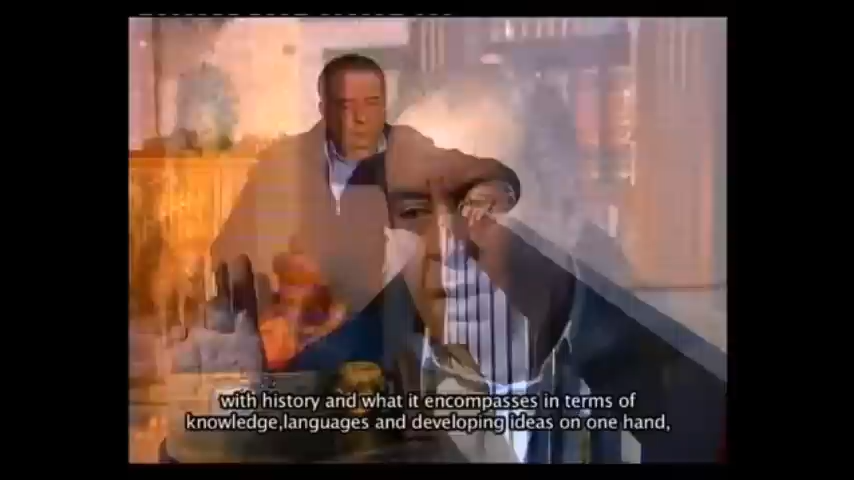 with history and what it encompasses in terms of
knowledge,languages and developing ideas on one hand,